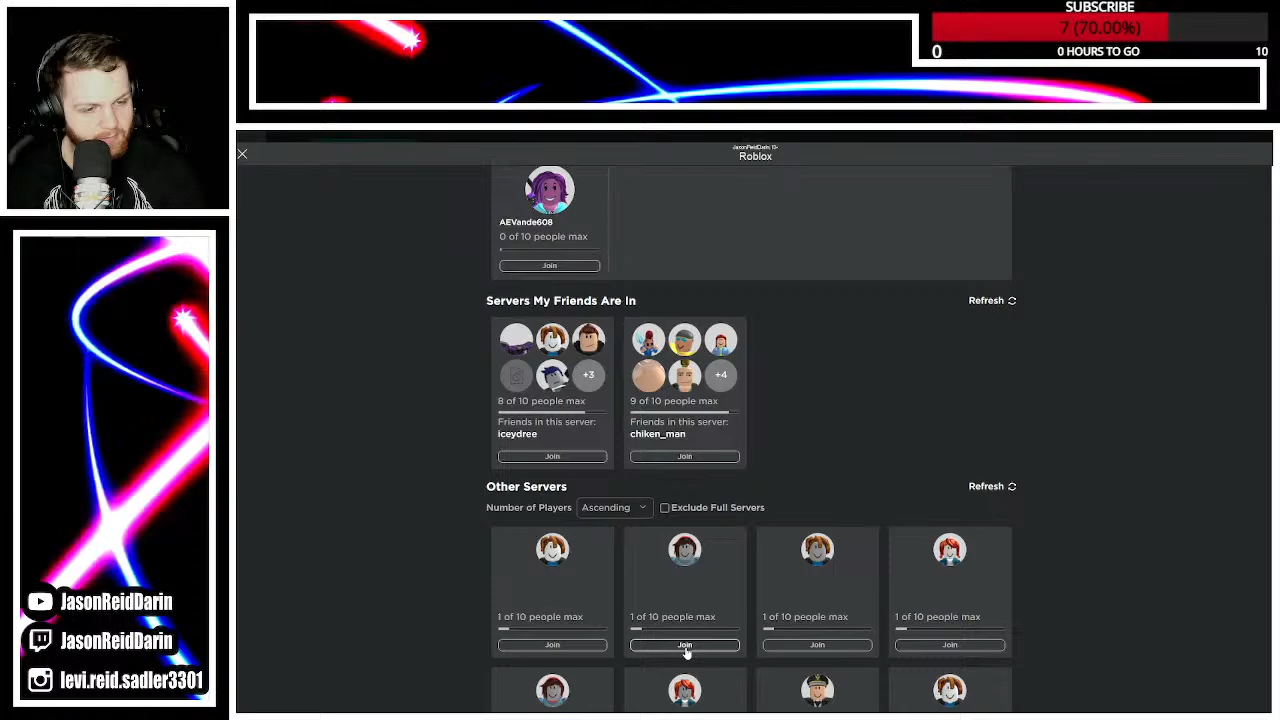 SUBSCRIBE
7 (70.00%)
0
0 HOURS TO GO
10
JasonReidDarin
Roblox
AEVande608
0 of 10 people max
Join
Servers My Friends Are In
Refresh
+3
+4
8 of 10 people max
9 of 10 people max
Friends in this server:
Friends in this server:
iceydree
chiken_man
Join
Join
Other Servers
Refresh
Number of Players
Ascending
Exclude Full Servers
1 of 10 people max
1 of 10 people max
1 of 10 people max
1 of 10 people max
Join
Join
Join
Join
JasonReidDarin
JasonReidDarin
levi.reid.sadler3301